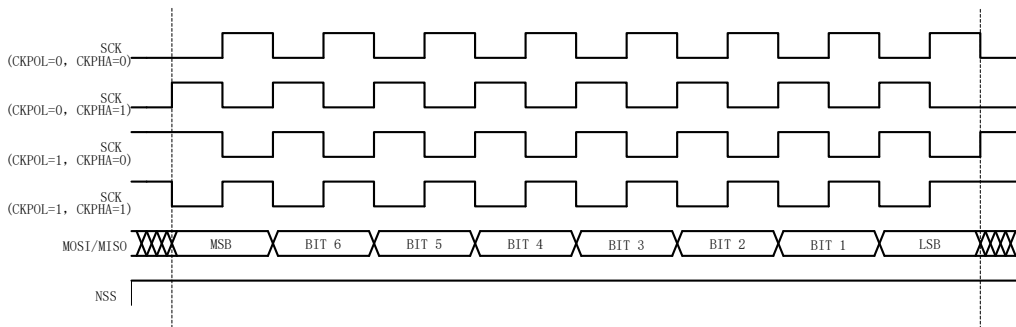 SCK
(CKPOL=0, CKPHA=0)
SCK
(CKPOL=0, CKPHA=1)
SCK
(CKPOL=1, CKPHA=0)
SCK
(CKPOL=1, CKPHA=1)
MOSI/MISO MSB BIT 6 BIT 5 BIT 4 BIT 3 BIT 2 BIT 1 LSB
NSS